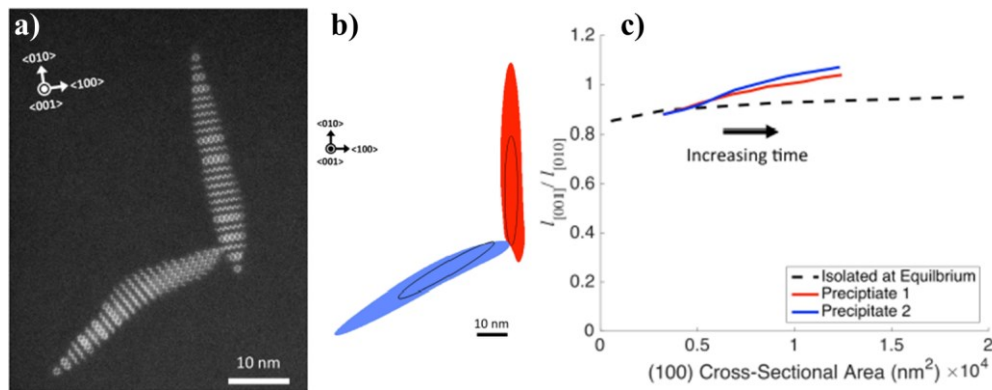 a)
<010>
<100>
<001>
10 nm
b)
<010>
<100>
<001>
10 nm
c)
l[001]/ l[010]
1.2
1
0.8
0.6
0.4
0.2
0
Increasing time
Isolated at Equilbrium
Preciptiate 1
Precipitate 2
0 0.5 1 1.5 2
(100) Cross-Sectional Area (nm²) ×10⁴